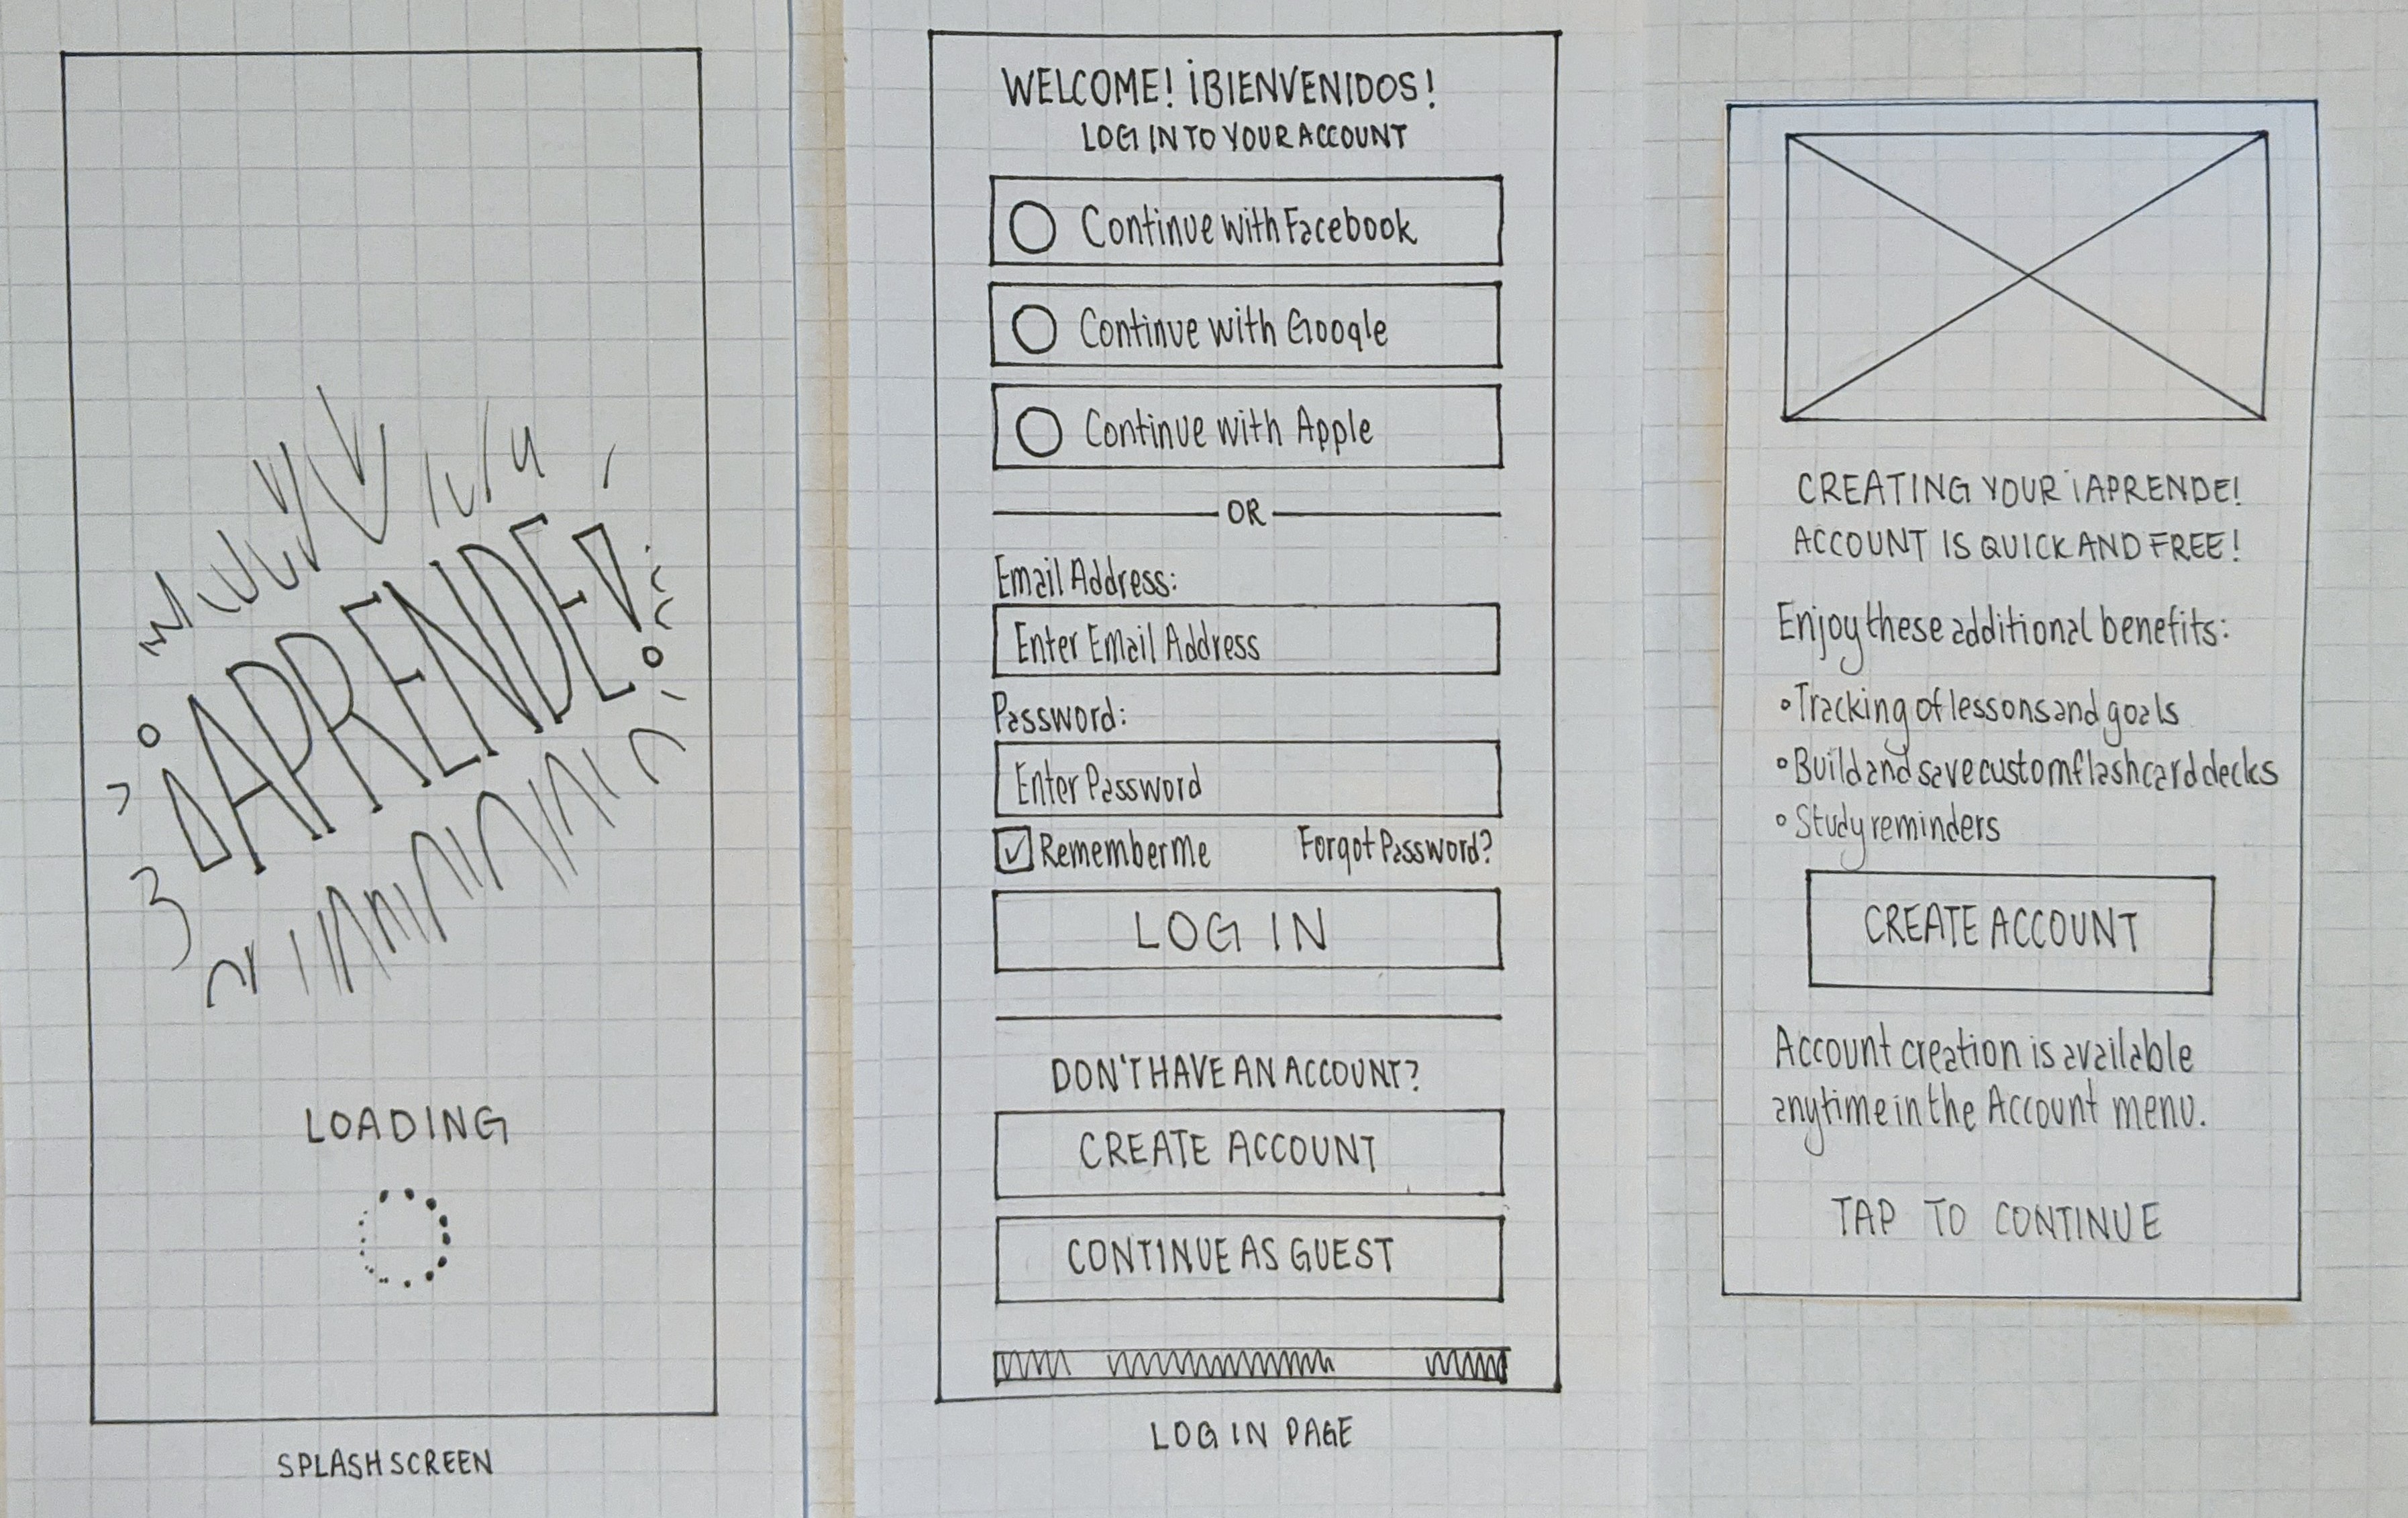 ¡APRENDE!
LOADING
SPLASH SCREEN
WELCOME! ¡BIENVENIDOS!
LOG IN TO YOUR ACCOUNT
Continue with Facebook
Continue with Google
Continue with Apple
OR
Email Address:
Enter Email Address
Password:
Enter Password
Remember Me Forgot Password?
LOG IN
DON'T HAVE AN ACCOUNT?
CREATE ACCOUNT
CONTINUE AS GUEST
LOG IN PAGE
CREATING YOUR ¡APRENDE!
ACCOUNT IS QUICK AND FREE!
Enjoy these additional benefits:
• Tracking of lessons and goals
• Build and save custom flashcard decks
• Study reminders
CREATE ACCOUNT
Account creation is available
anytime in the Account menu.
TAP TO CONTINUE